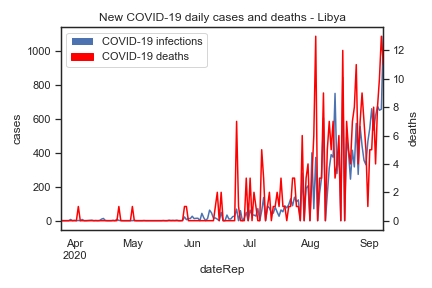 New COVID-19 daily cases and deaths - Libya
COVID-19 infections
COVID-19 deaths
1000
800
600
400
200
0
cases
12
10
8
6
4
2
0
deaths
Apr
2020
May
Jun
Jul
Aug
Sep
dateRep